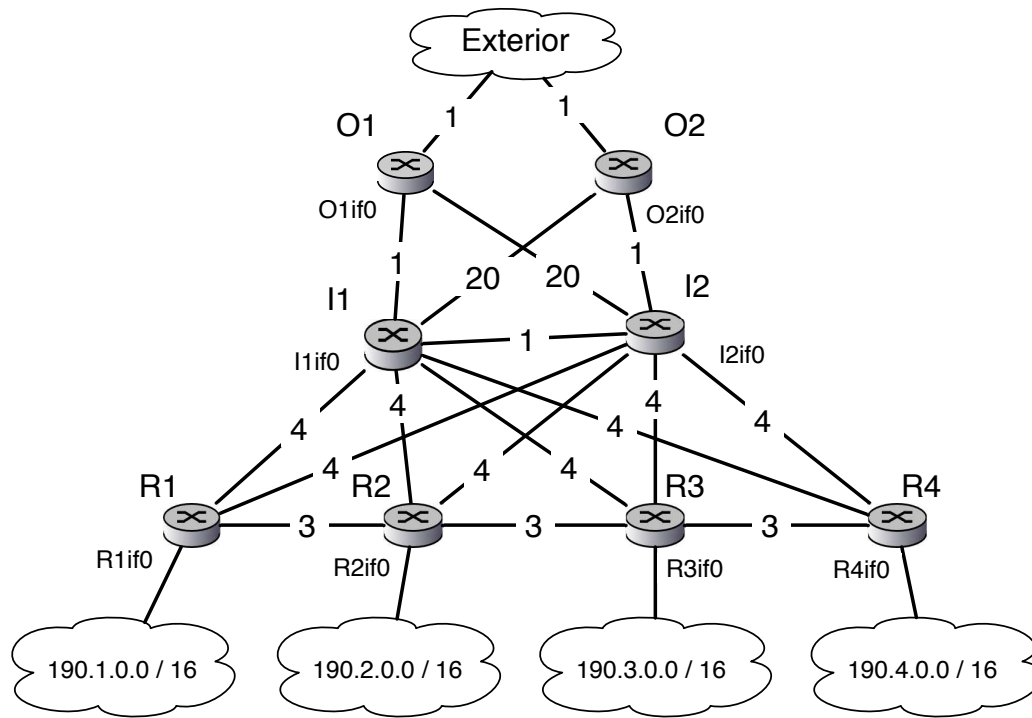 Exterior
1
1
O1
O2
O1if0
O2if0
1
20
20
1
I1
I2
1
I1if0
I2if0
4
4
4
4
4
4
4
4
R1
R2
R3
R4
3
3
3
R1if0
R2if0
R3if0
R4if0
190.1.0.0 / 16
190.2.0.0 / 16
190.3.0.0 / 16
190.4.0.0 / 16